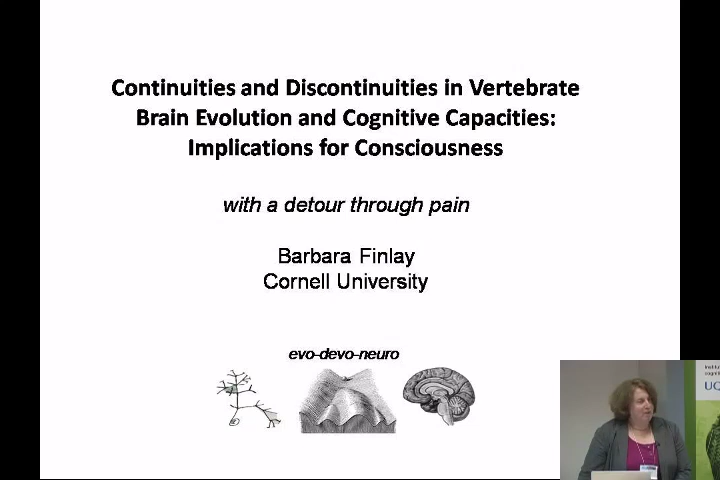 Continuities and Discontinuities in Vertebrate
Brain Evolution and Cognitive Capacities:
Implications for Consciousness
with a detour through pain
Barbara Finlay
Cornell University
evo-devo-neuro
UQ